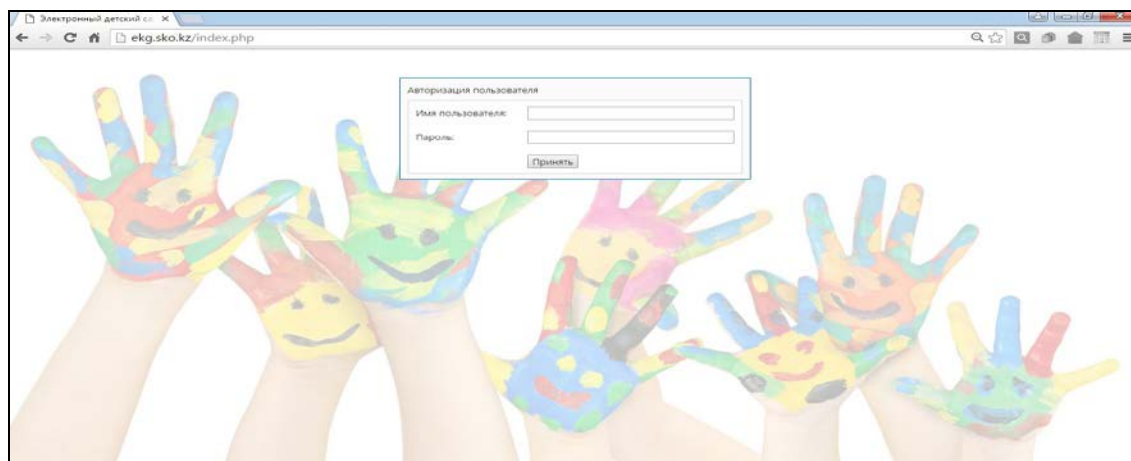 Электронный детский са
ekg.sko.kz/index.php
Авторизация пользователя
Имя пользователя:
Пароль:
Принять